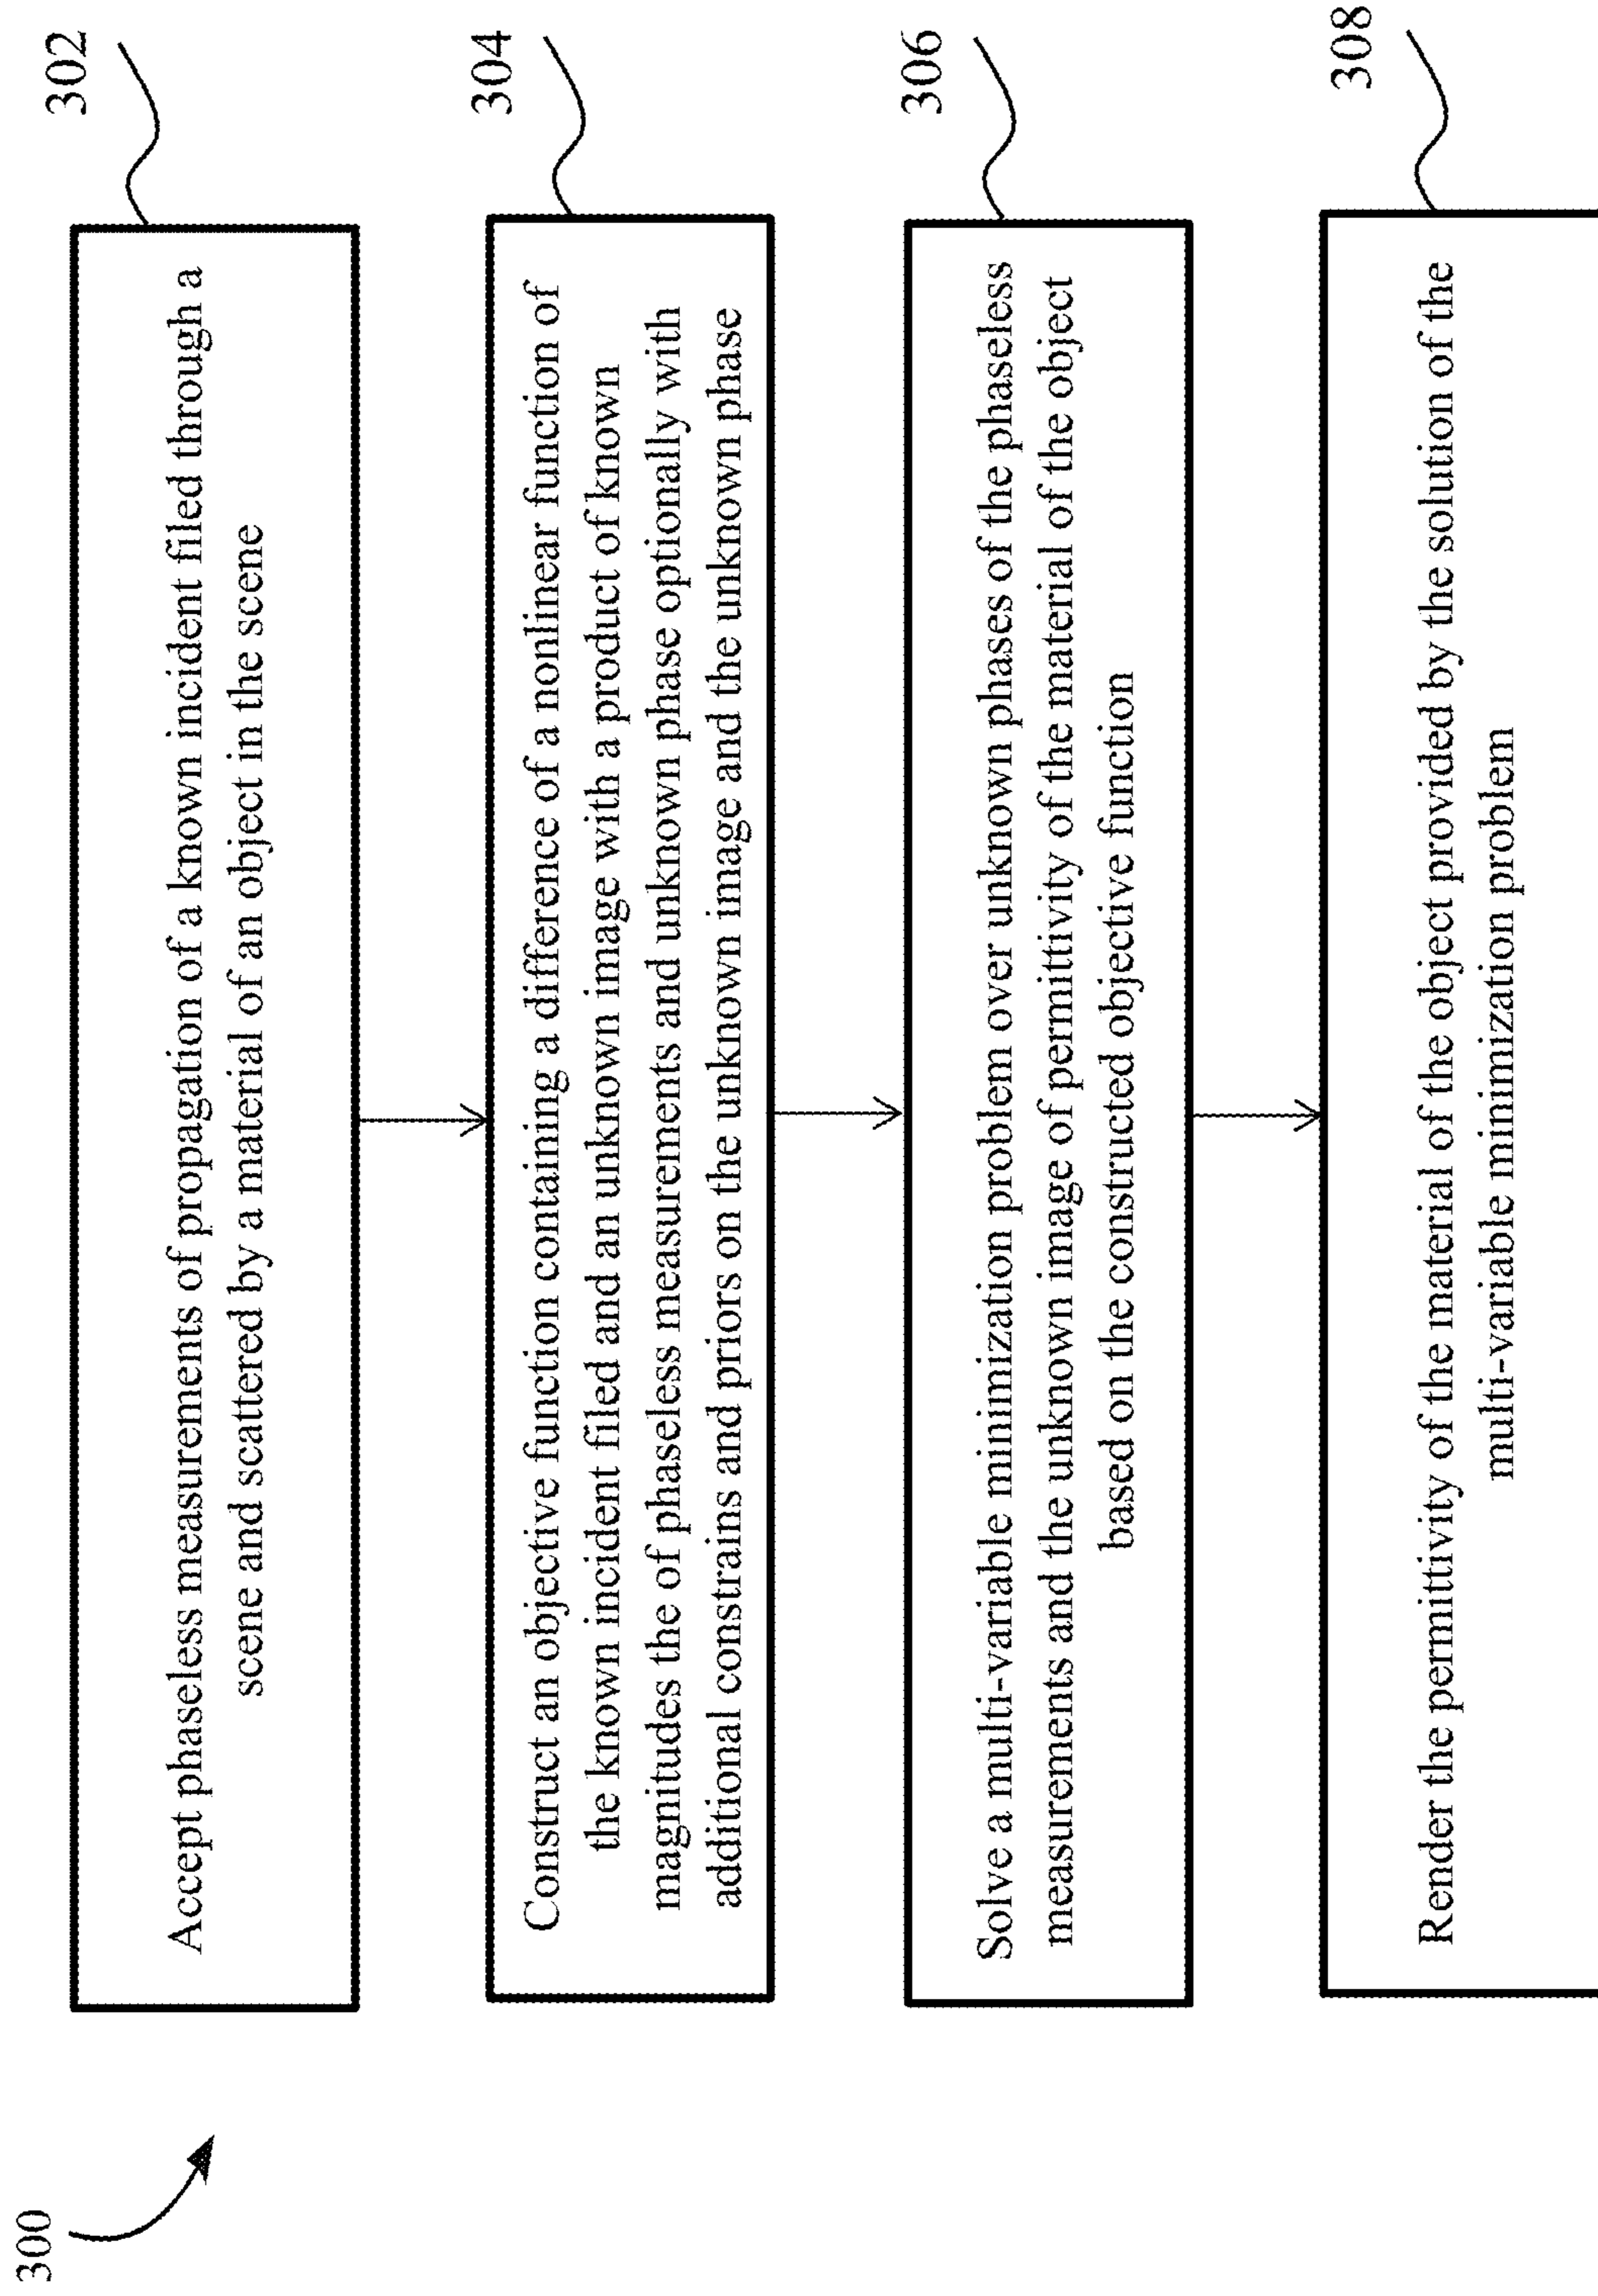 300
302
Accept phaseless measurements of propagation of a known incident filed through a
scene and scattered by a material of an object in the scene
304
Construct an objective function containing a difference of a nonlinear function of
the known incident filed and an unknown image with a product of known
magnitudes the of phaseless measurements and unknown phase optionally with
additional constrains and priors on the unknown image and the unknown phase
306
Solve a multi-variable minimization problem over unknown phases of the phaseless
measurements and the unknown image of permittivity of the material of the object
based on the constructed objective function
308
Render the permittivity of the material of the object provided by the solution of the
multi-variable minimization problem